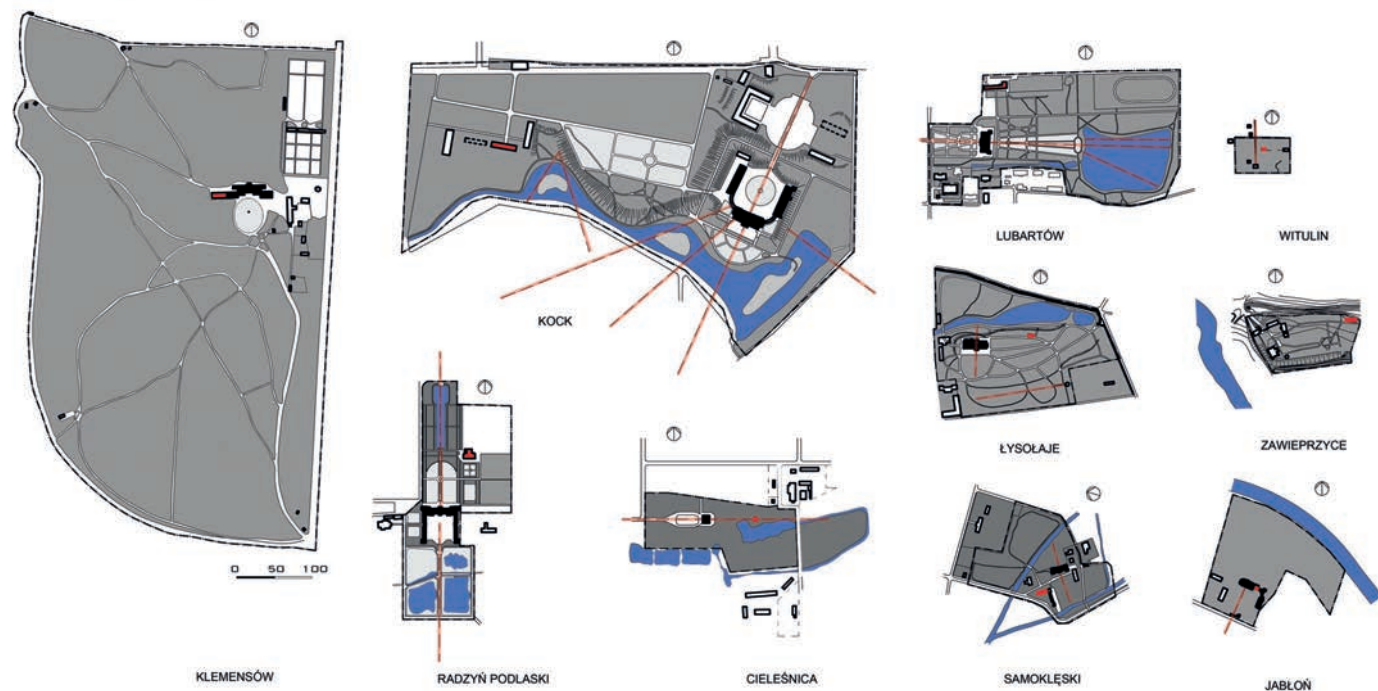 LUBARTÓW
WITULIN
KOCK
ŁYSOŁAJE
ZAWIEPRZYCE
0 50 100
KLEMENSÓW
RADZYŃ PODLASKI
CIELEŚNICA
SAMOKLĘSKI
JABŁOŃ